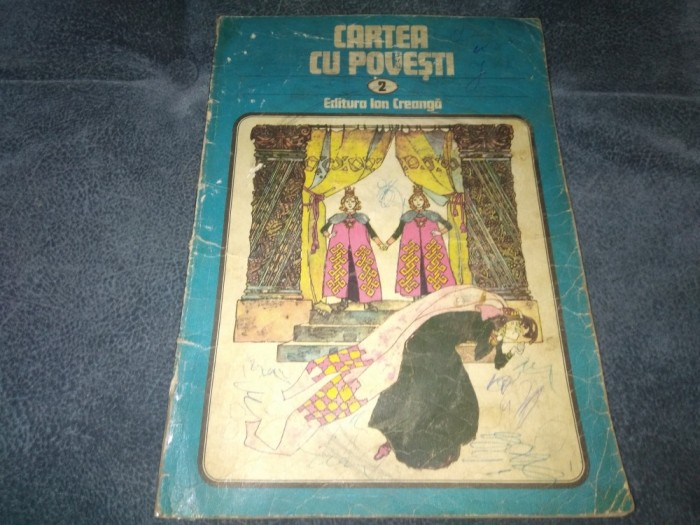 CARTEA
CU POVEȘTI
2
Editura Ion Creangă